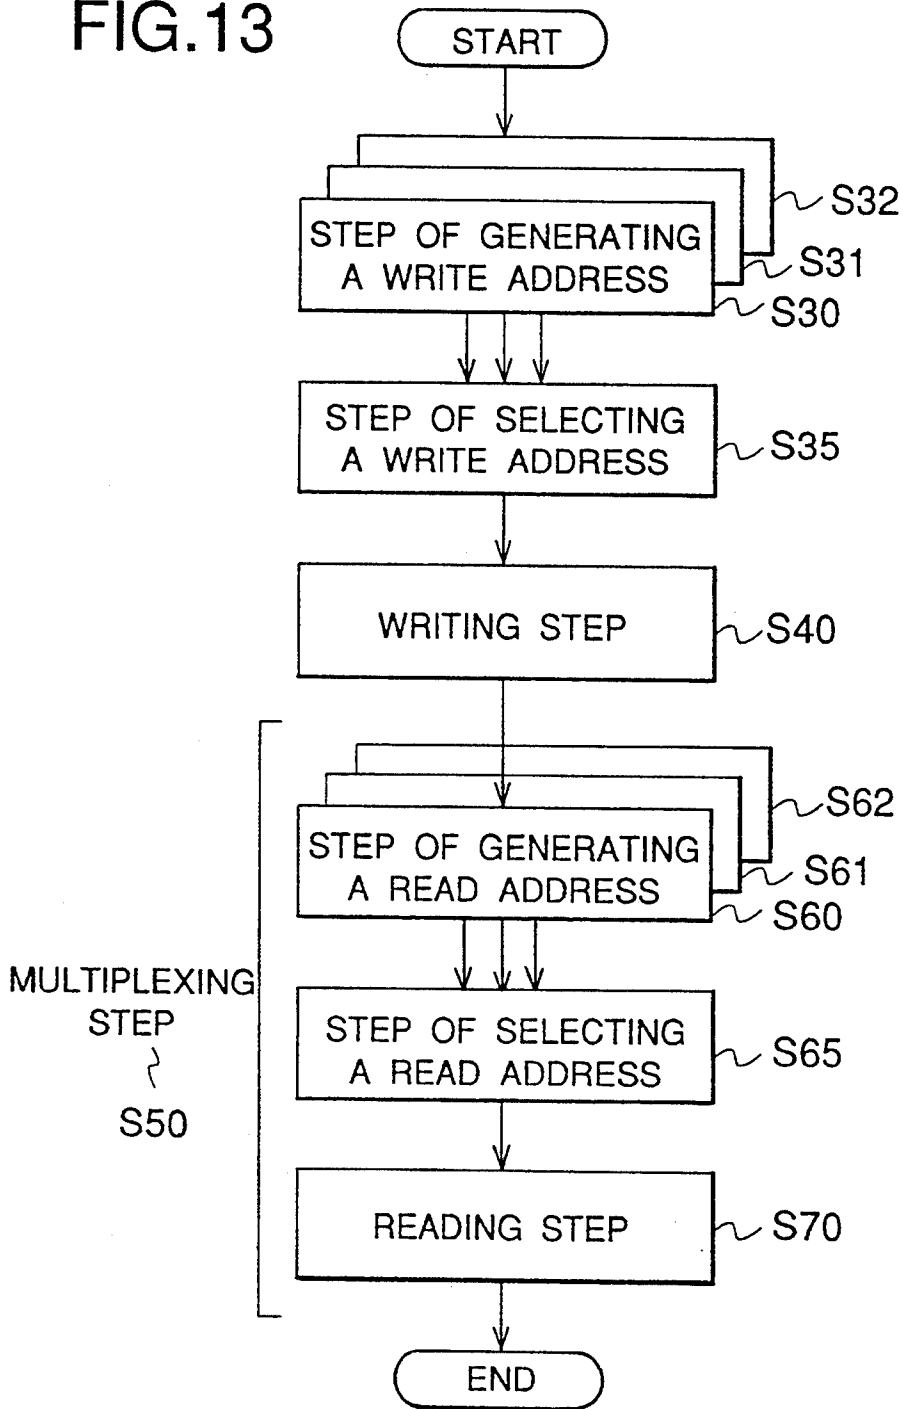 FIG.13
START
S32
S31
STEP OF GENERATING
A WRITE ADDRESS
S30
STEP OF SELECTING
A WRITE ADDRESS
S35
WRITING STEP
S40
S62
STEP OF GENERATING
A READ ADDRESS
S61
S60
MULTIPLEXING
STEP
S50
STEP OF SELECTING
A READ ADDRESS
S65
READING STEP
S70
END